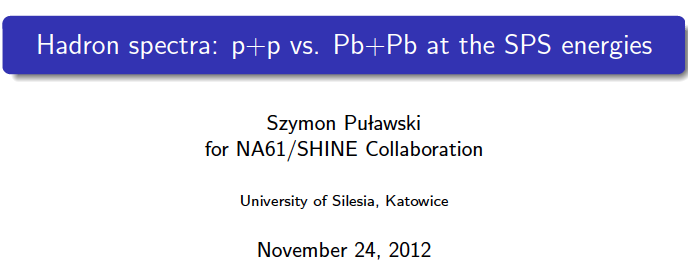 Hadron spectra: p+p vs. Pb+Pb at the SPS energies
Szymon Puławski
for NA61/SHINE Collaboration
University of Silesia, Katowice
November 24, 2012